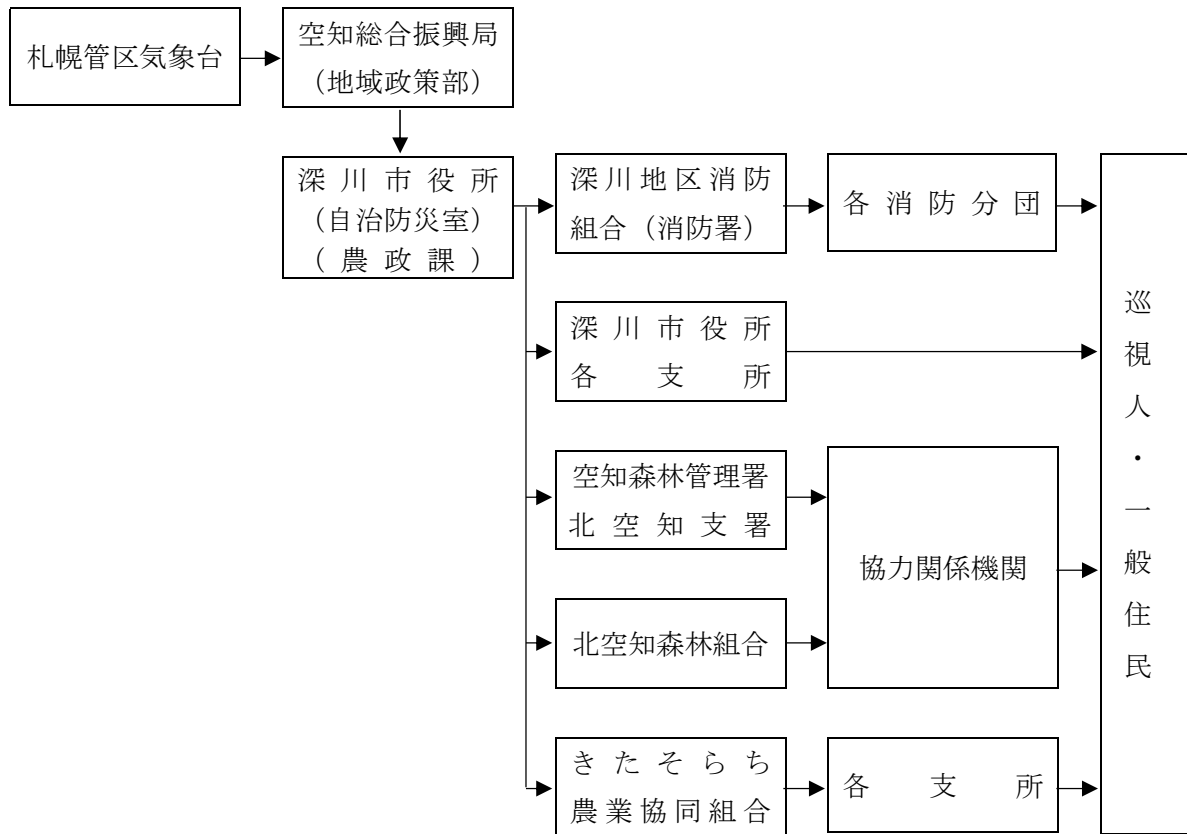 札幌管区気象台
空知総合振興局
（地域政策部）
深川市役所
(自治防災室)
(農政課)
深川地区消防
組合（消防署）
各消防分団
深川市役所
各支所
空知森林管理署
北空知支署
北空知森林組合
協力関係機関
きたそらち
農業協同組合
各支所
巡視人・一般住民